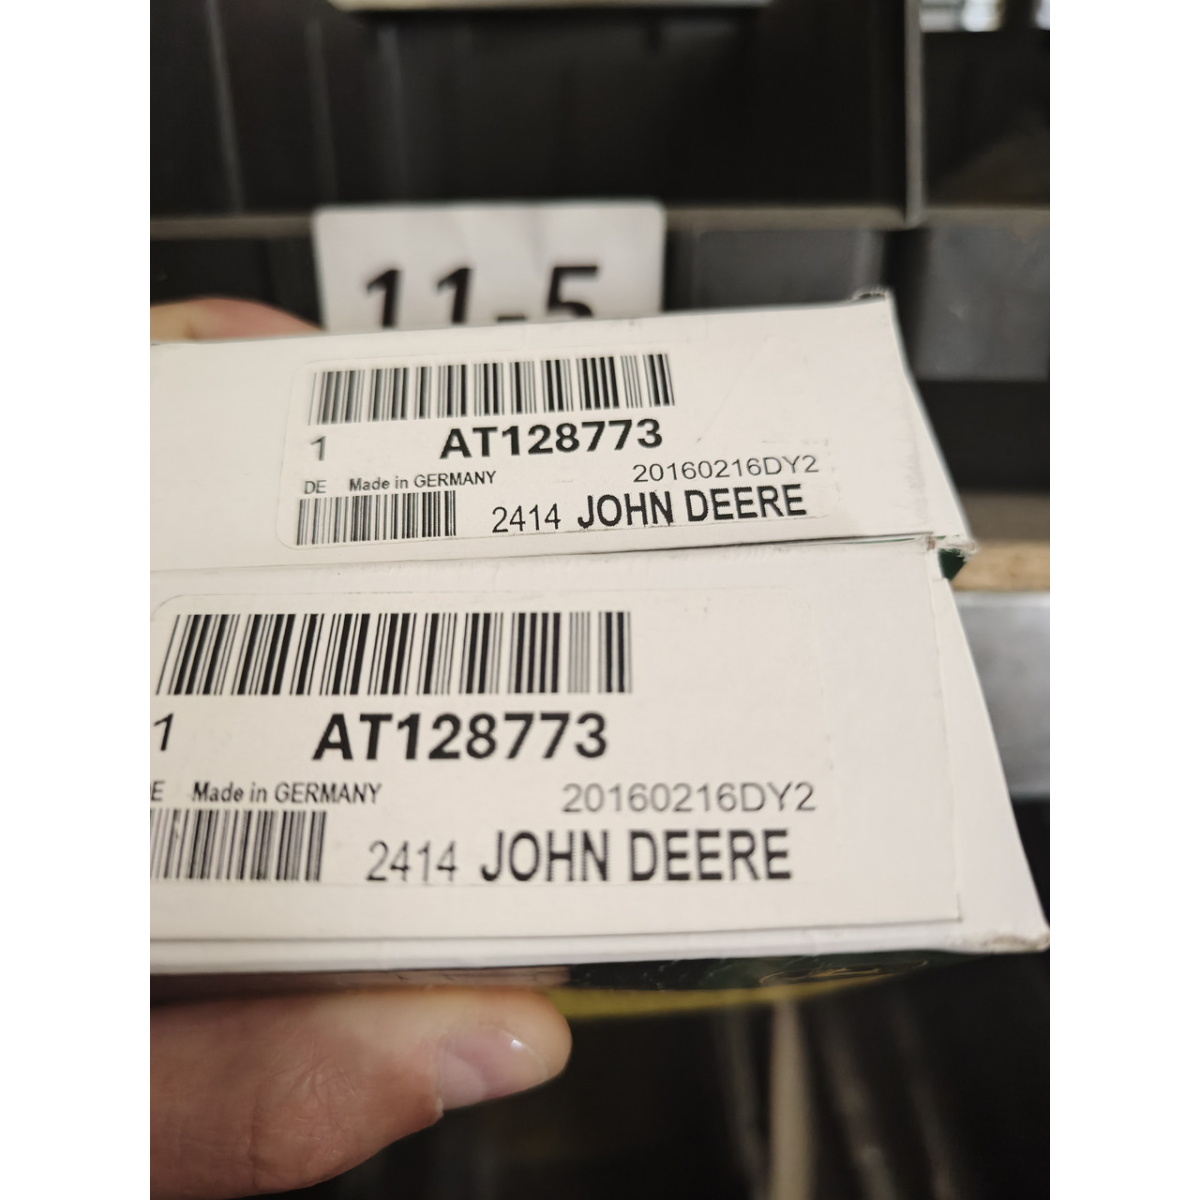 11-5
1 AT128773
DE Made in GERMANY 20160216DY2
2414 JOHN DEERE
1 AT128773
E Made in GERMANY 20160216DY2
2414 JOHN DEERE